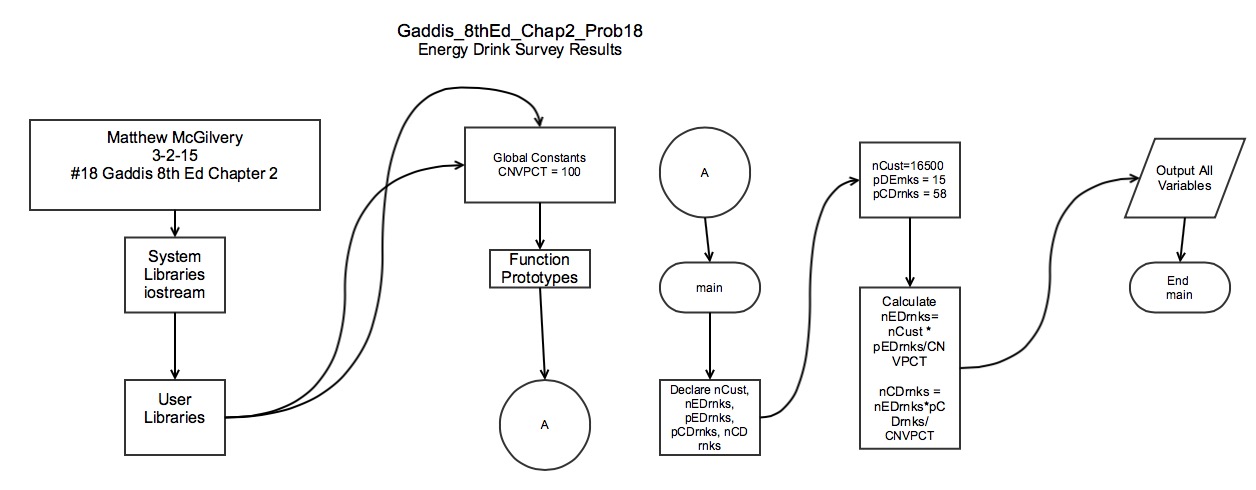 Gaddis_8thEd_Chap2_Prob18
Energy Drink Survey Results
Matthew McGilvery
3-2-15
#18 Gaddis 8th Ed Chapter 2
System
Libraries
iostream
User
Libraries
Global Constants
CNVPCT = 100
Function
Prototypes
A
A
main
Declare nCust,
nEDrnks,
pEDrnks,
pCDrnks, nCD
rnks
nCust=16500
pDEmks = 15
pCDrnks = 58
Calculate
nEDrnks=
nCust *
pEDrnks/CN
VPCT
nCDrnks =
nEDrnks*pC
Drnks/
CNVPCT
Output All
Variables
End
main